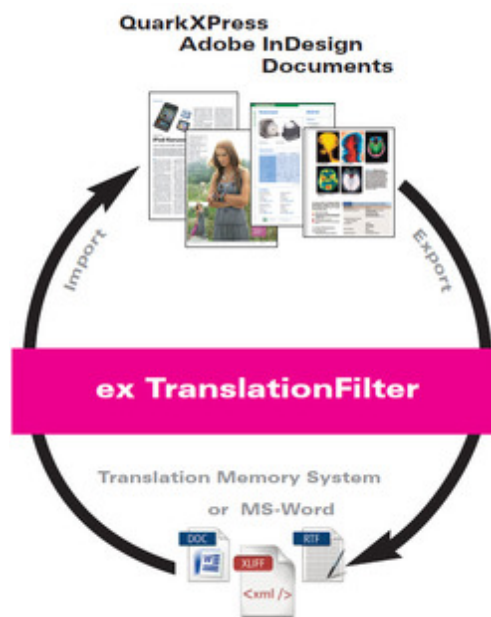 QuarkXPress
Adobe InDesign
Documents
Import
Export
ex TranslationFilter
Translation Memory System
or MS-Word
DOC
XLIFF
RTF
W
<xml />